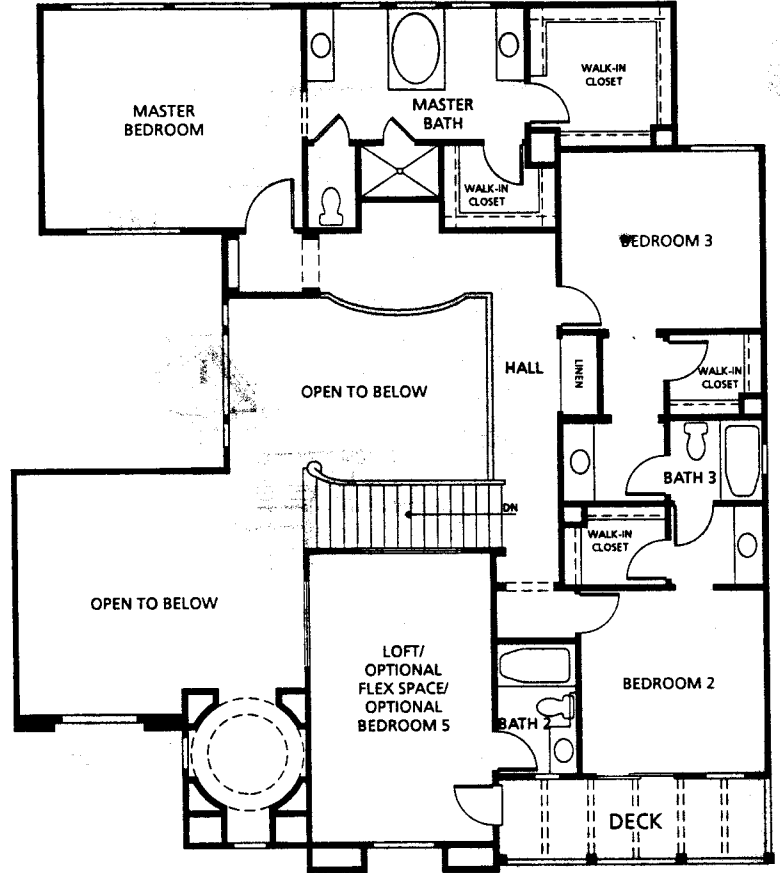 MASTER
BEDROOM
MASTER
BATH
WALK-IN
CLOSET
WALK-IN
CLOSET
BEDROOM 3
HALL
LINEN
WALK-IN
CLOSET
OPEN TO BELOW
BATH 3
DN
WALK-IN
CLOSET
OPEN TO BELOW
LOFT/
OPTIONAL
FLEX SPACE/
OPTIONAL
BEDROOM 5
BEDROOM 2
BATH 2
DECK